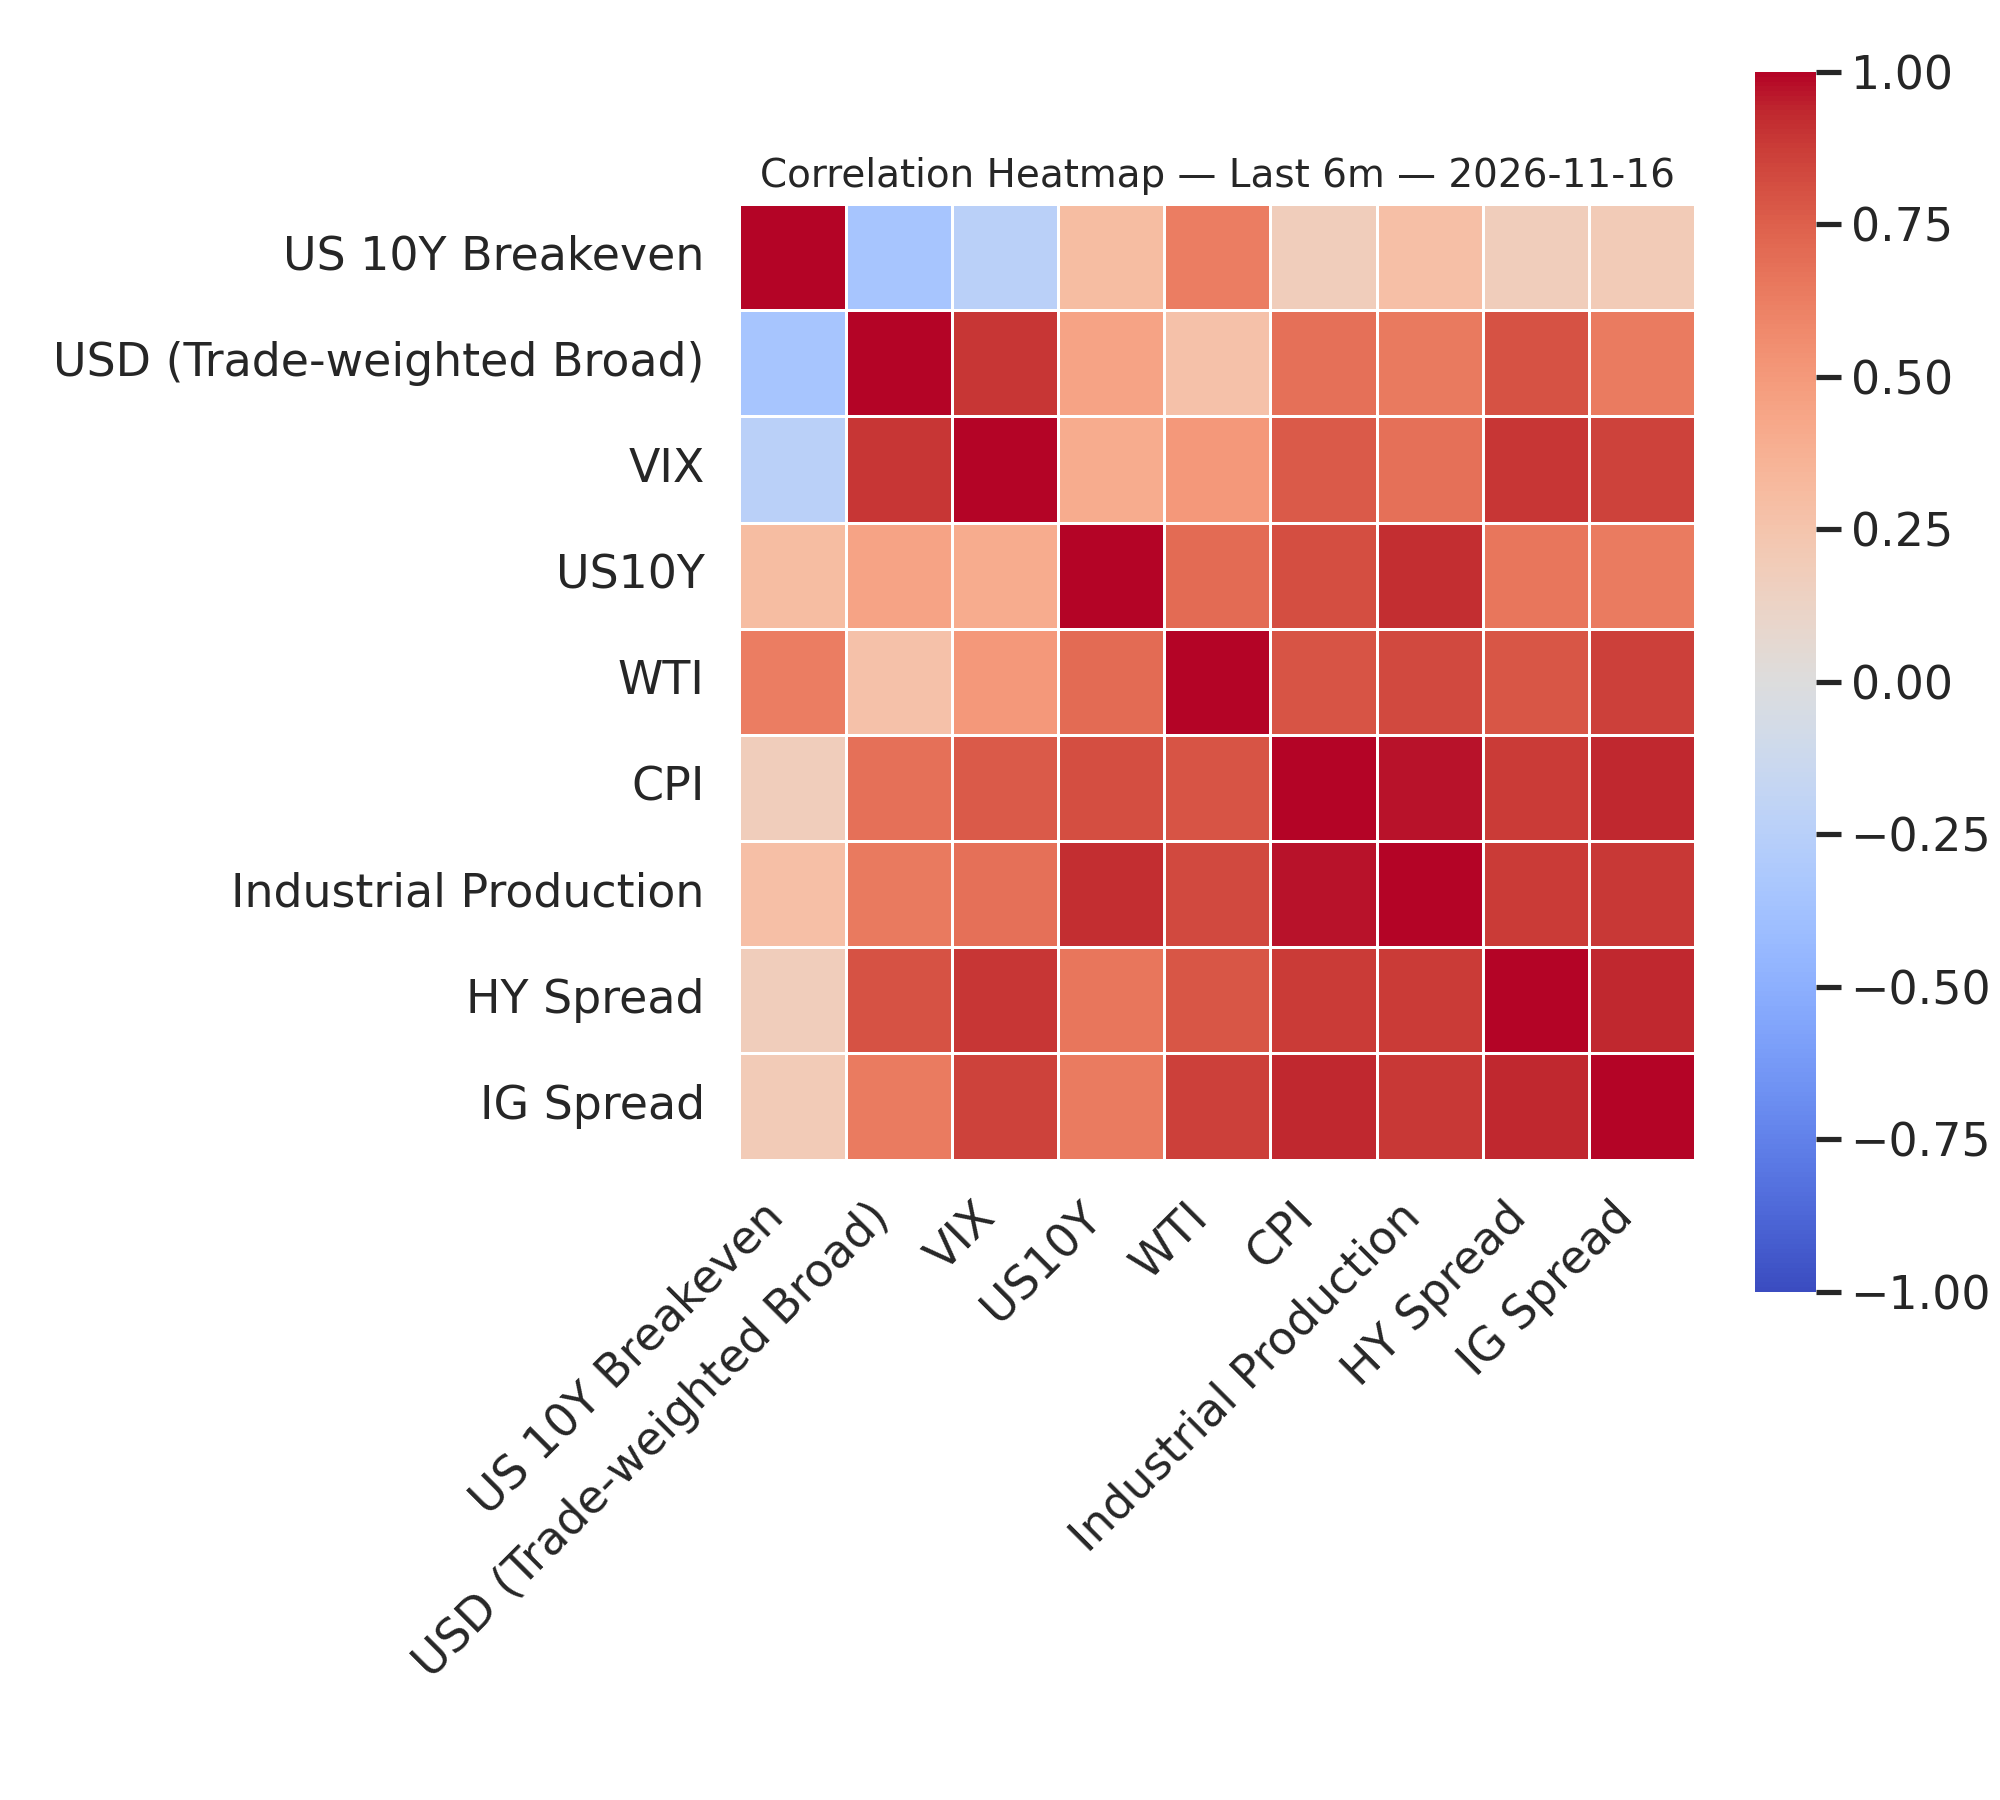 Correlation Heatmap — Last 6m — 2026-11-16
US 10Y Breakeven
USD (Trade-weighted Broad)
VIX
US10Y
WTI
CPI
Industrial Production
HY Spread
IG Spread
US 10Y Breakeven
USD (Trade-weighted Broad)
VIX
US10Y
WTI
CPI
Industrial Production
HY Spread
IG Spread
1.00
0.75
0.50
0.25
0.00
−0.25
−0.50
−0.75
−1.00